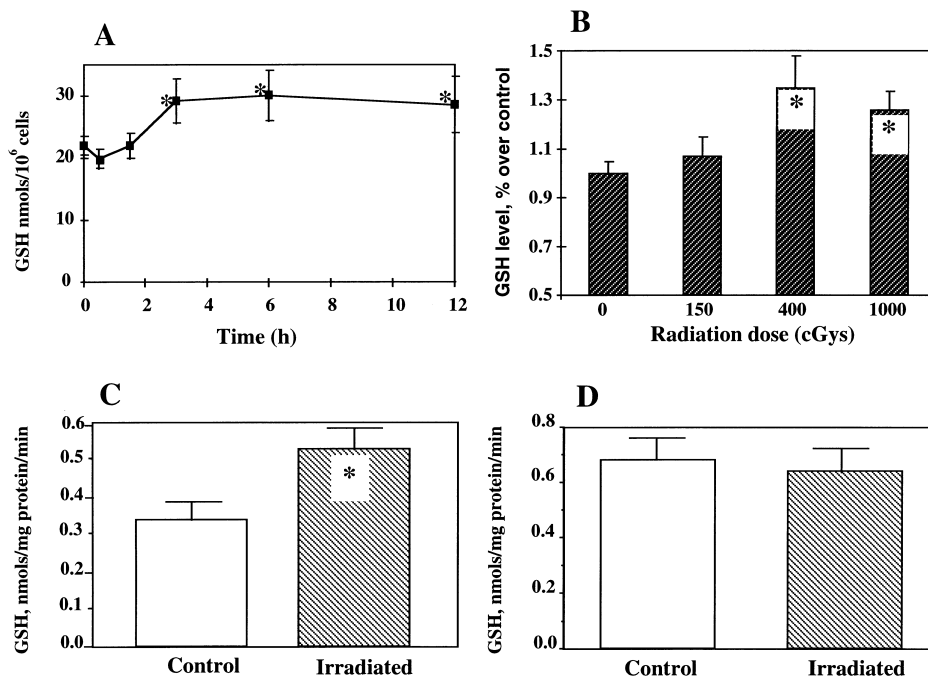 A
GSH nmols/10⁶ cells
30
20
10
0
* * *
0 2 4 6 8 10 12
Time (h)
B
GSH level, % over control
1.5
1.3
1.1
0.9
0.7
0.5
* *
0 150 400 1000
Radiation dose (cGys)
C
GSH, nmols/mg protein/min
0.6
0.5
0.4
0.3
0.2
0.1
0.0
*
Control Irradiated
D
GSH, nmols/mg protein/min
0.8
0.6
0.4
0.2
0.0
Control Irradiated